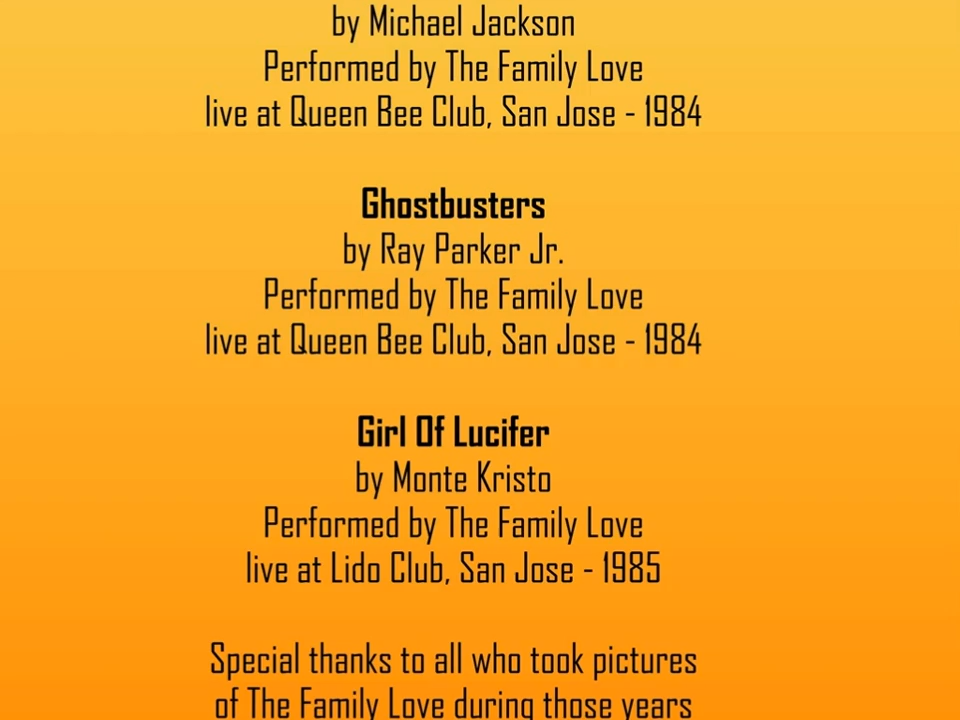 by Michael Jackson
Performed by The Family Love
live at Queen Bee Club, San Jose - 1984
Ghostbusters
by Ray Parker Jr.
Performed by The Family Love
live at Queen Bee Club, San Jose - 1984
Girl Of Lucifer
by Monte Kristo
Performed by The Family Love
live at Lido Club, San Jose - 1985
Special thanks to all who took pictures
of The Family Love during those years